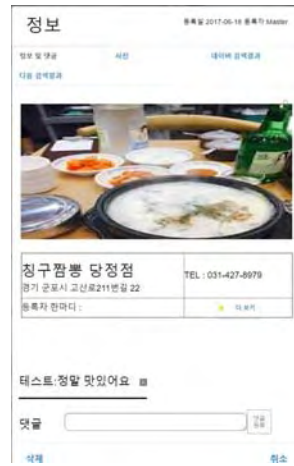 정보
등록일 2017-06-18 등록자 Master
정보 및 댓글
사진
네이버 검색결과
다음 검색결과
칭구짬뽕 당정점
경기 군포시 고산로211번길 22
TEL : 031-427-8979
등록자 한마디 :
더 보기
테스트:정말 맛있어요
댓글
댓글
등록
삭제
취소